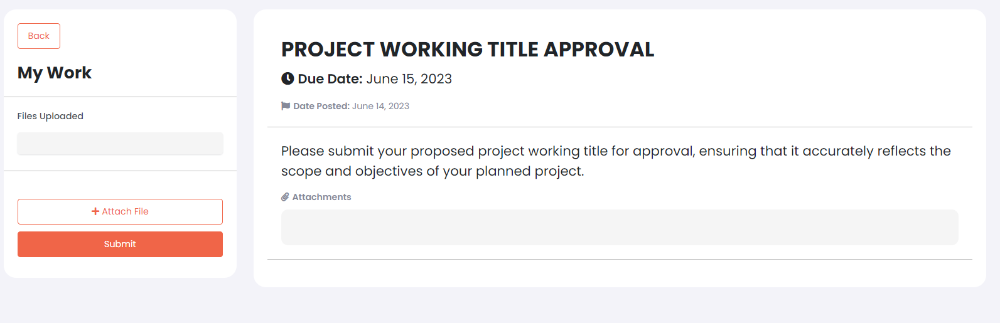 Back
My Work
Files Uploaded
Attach File
Submit
PROJECT WORKING TITLE APPROVAL
Due Date: June 15, 2023
Date Posted: June 14, 2023
Please submit your proposed project working title for approval, ensuring that it accurately reflects the
scope and objectives of your planned project.
Attachments